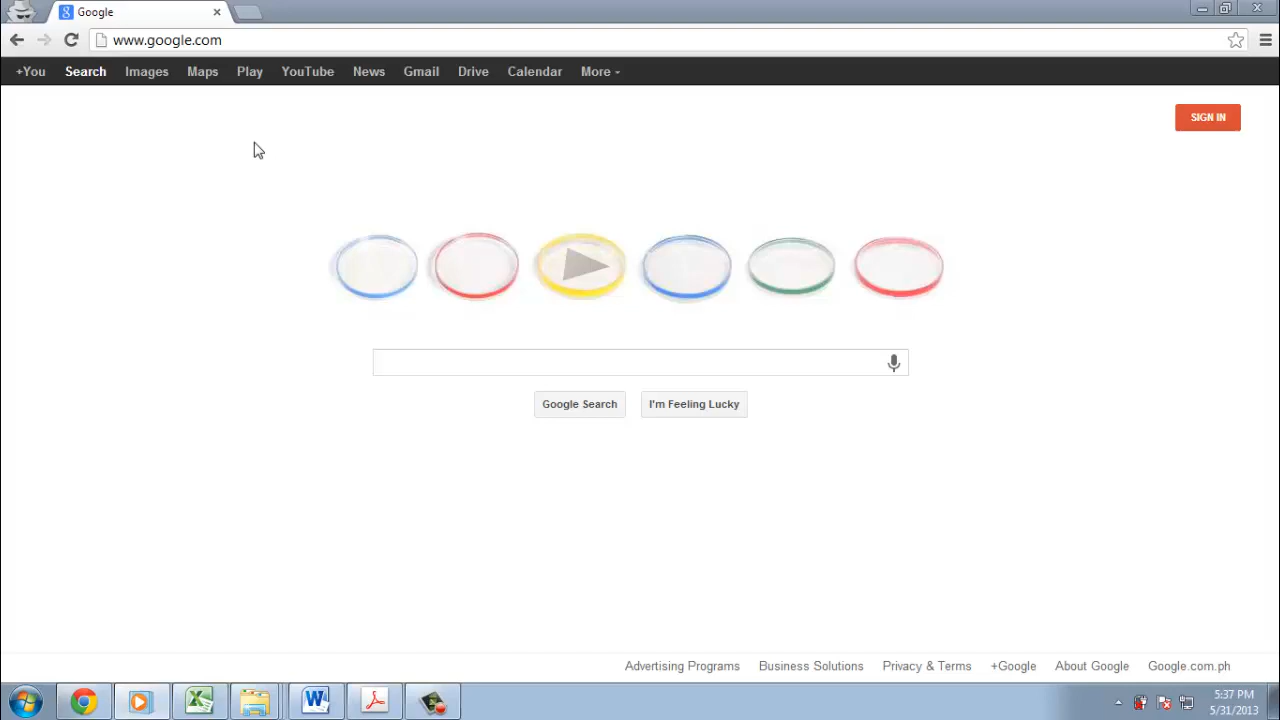 Google
www.google.com
+You Search Images Maps Play YouTube News Gmail Drive Calendar More
SIGN IN
Google Search I'm Feeling Lucky
Advertising Programs Business Solutions Privacy & Terms +Google About Google Google.com.ph
5:37 PM
5/31/2013